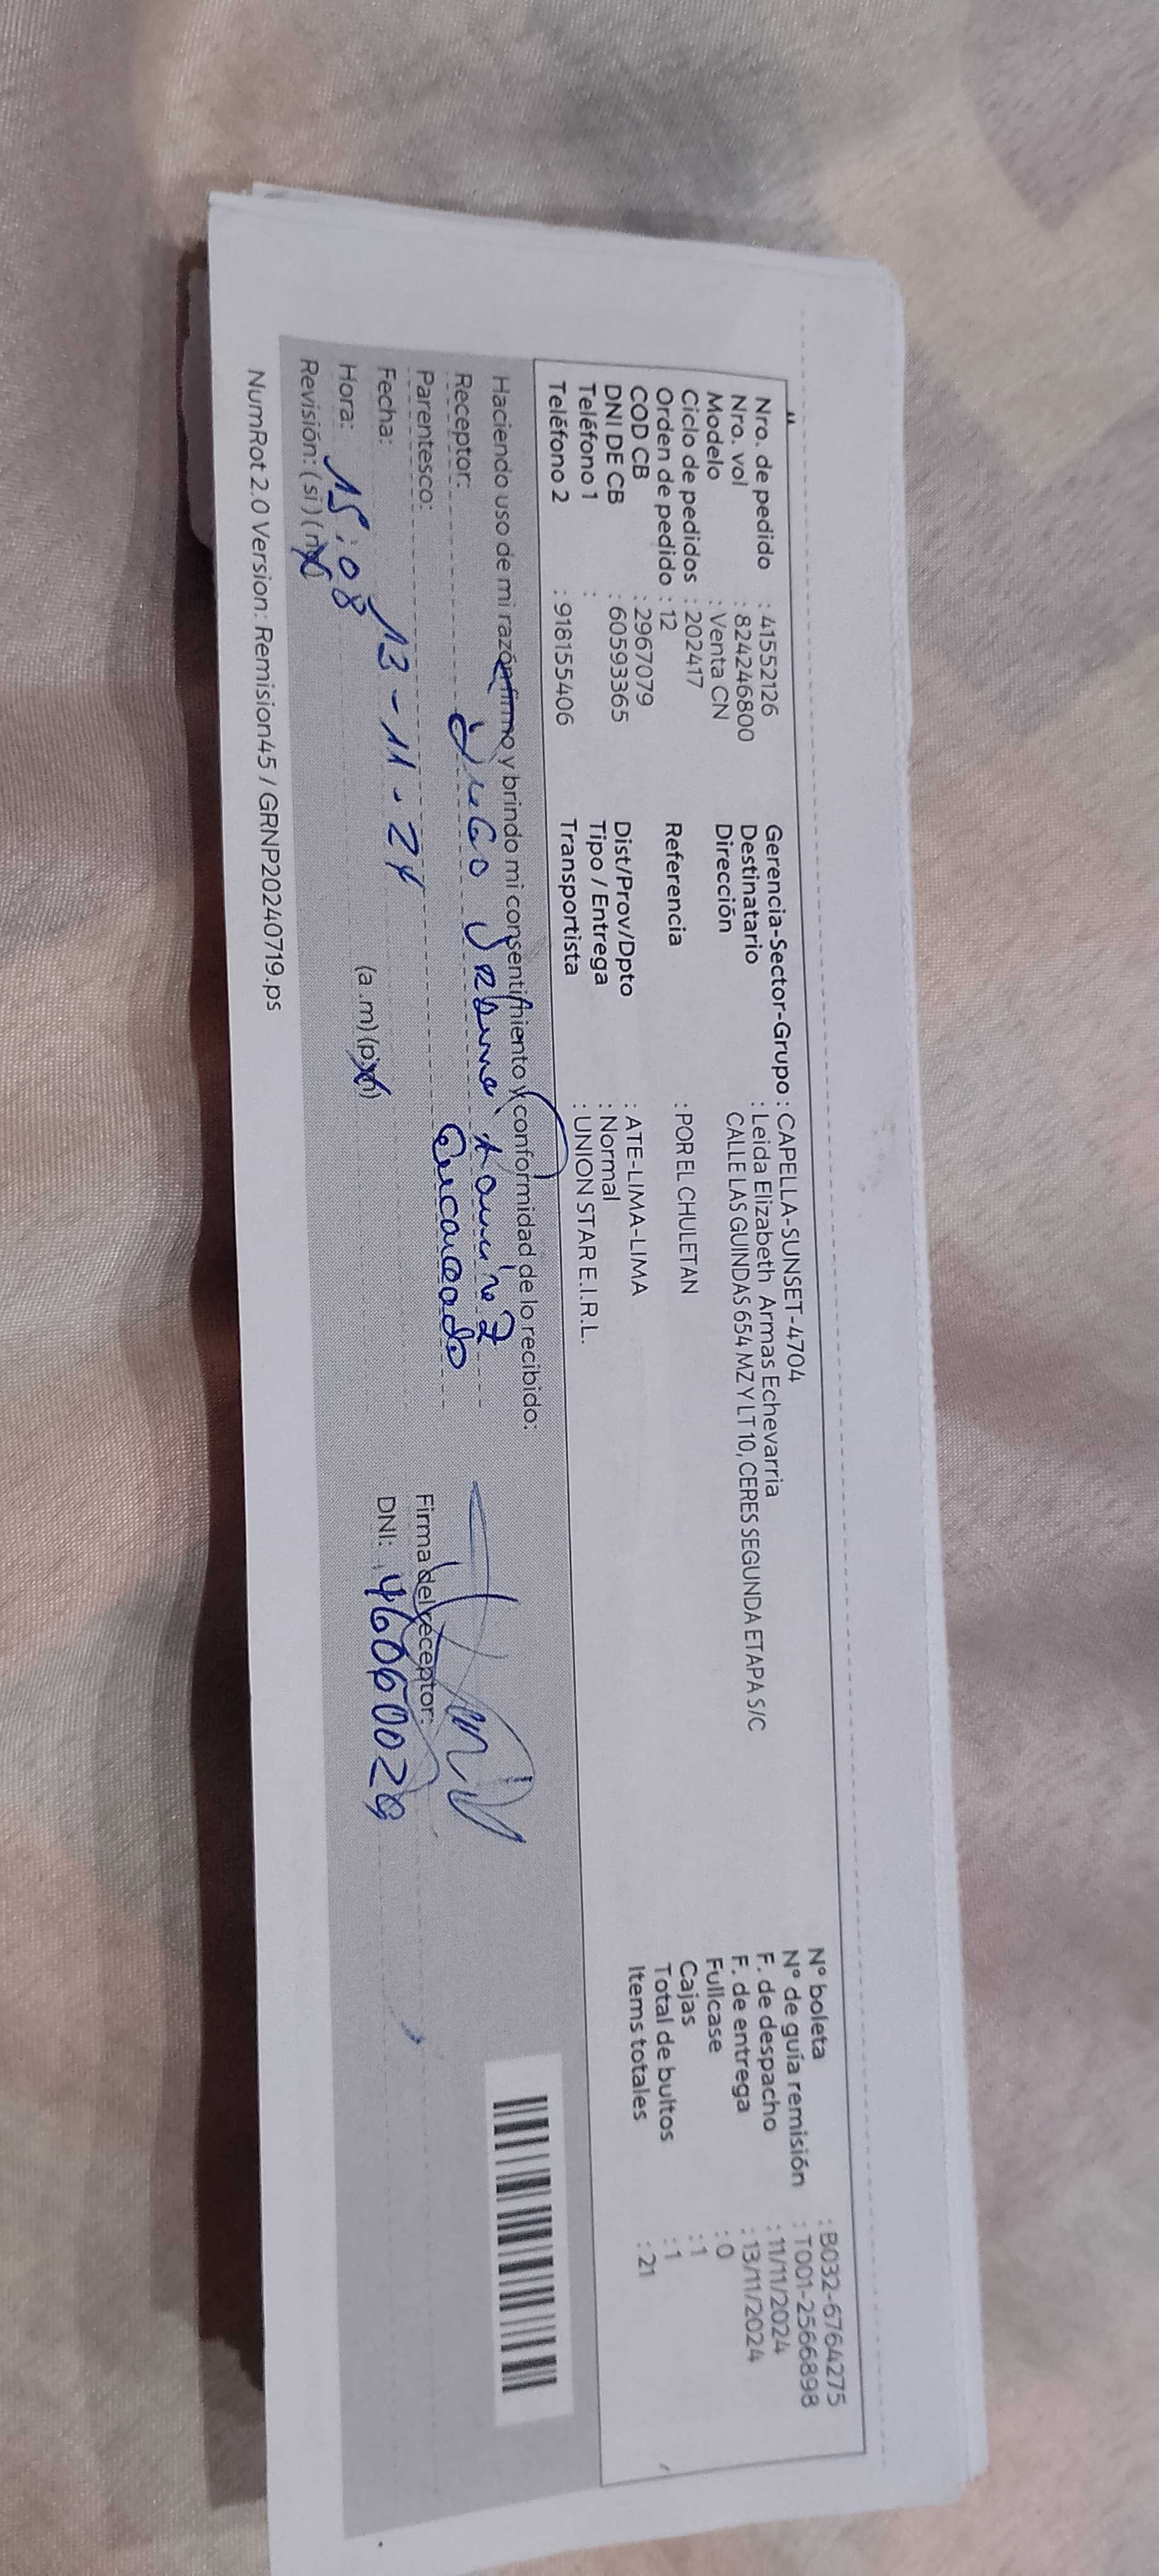 Nro. de pedido : 41552126
Nro. vol : 824246800
Modelo : Venta CN
Ciclo de pedidos : 202417
Orden de pedido : 12
COD CB : 2967079
DNI DE CB : 60593365
Teléfono 1 :
Teléfono 2 : 918155406
Gerencia-Sector-Grupo : CAPELLA-SUNSET-4704
Destinatario : Leida Elizabeth Armas Echevarria
Dirección : CALLE LAS GUINDAS 654 MZ Y LT 10, CERES SEGUNDA ETAPA S/C
Referencia : POR EL CHULETAN
Dist/Prov/Dpto : ATE-LIMA-LIMA
Tipo / Entrega : Normal
Transportista : UNION STAR E.I.R.L.
Nº boleta : B032-6764275
Nº de guía remisión : T001-2566898
F. de despacho : 11/11/2024
F. de entrega : 13/11/2024
Fullcase : 0
Cajas : 1
Total de bultos : 1
Items totales : 21
Haciendo uso de mi razón firmo y brindo mi consentimiento y conformidad de lo recibido:
Receptor:
Parentesco: Encargado
Fecha: 13-11-24
Hora: 15:08 (a.m) (p.m)
Revisión: (si) (no)
Firma del receptor:
DNI: 46060029
NumRot 2.0 Version: Remision45 / GRNP20240719.ps